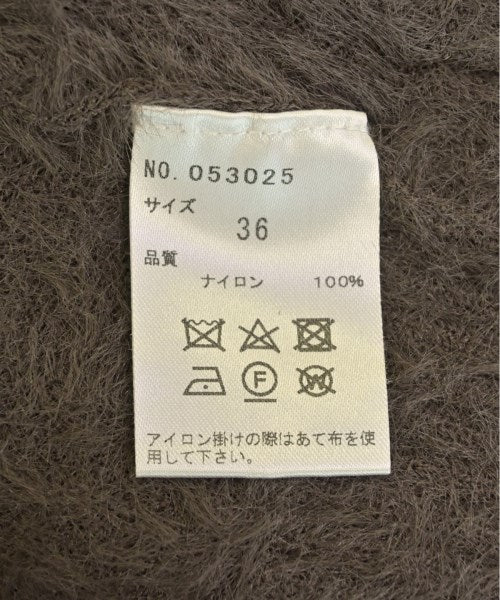 NO. 053025
サイズ
36
品質
ナイロン 100%
F
W
アイロン掛けの際はあて布を使
用して下さい。